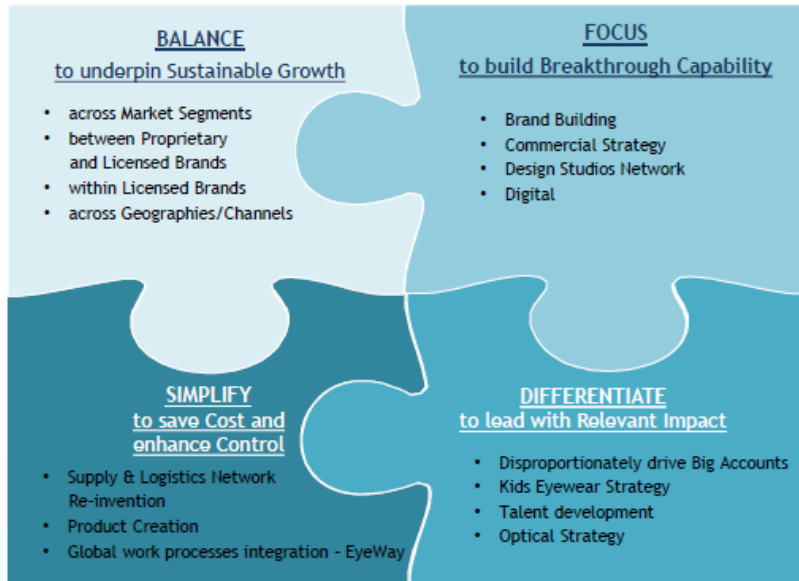 BALANCE
to underpin Sustainable Growth
• across Market Segments
• between Proprietary
and Licensed Brands
• within Licensed Brands
• across Geographies/Channels
FOCUS
to build Breakthrough Capability
• Brand Building
• Commercial Strategy
• Design Studios Network
• Digital
SIMPLIFY
to save Cost and
enhance Control
• Supply & Logistics Network
Re-invention
• Product Creation
• Global work processes integration – EyeWay
DIFFERENTIATE
to lead with Relevant Impact
• Disproportionately drive Big Accounts
• Kids Eyewear Strategy
• Talent development
• Optical Strategy